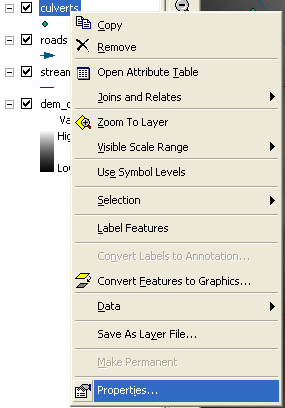 culverts
Copy
roads
Remove
Open Attribute Table
stream
Joins and Relates
dem_
Zoom To Layer
Va
Hig
Visible Scale Range
Low
Use Symbol Levels
Selection
Label Features
Convert Labels to Annotation...
Convert Features to Graphics...
Data
Save As Layer File...
Make Permanent
Properties...